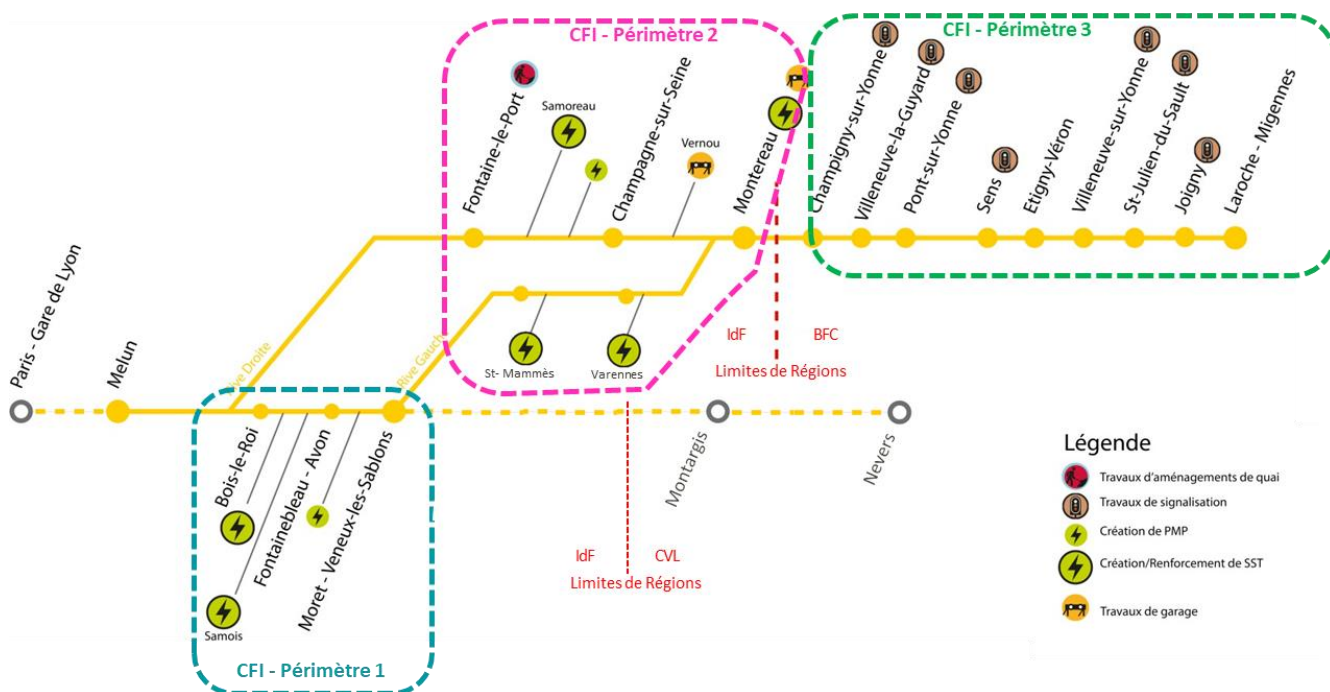 CFI - Périmètre 2
CFI - Périmètre 3
Fontaine-le-Port
Samoreau
Champagne-sur-Seine
Vernou
Montereau
Champigny-sur-Yonne
Villeneuve-la-Guyard
Pont-sur-Yonne
Sens
Etigny-Véron
Villeneuve-sur-Yonne
St-Julien-du-Sault
Joigny
Laroche - Migennes
Paris - Gare de Lyon
Melun
Rive Droite
Rive Gauch
St- Mammès
Varennes
IdF
BFC
Limites de Régions
Bois-le-Roi
Fontainebleau - Avon
Moret - Veneux-les-Sablons
Samois
CFI - Périmètre 1
Montargis
Nevers
IdF
CVL
Limites de Régions
Légende
Travaux d'aménagements de quai
Travaux de signalisation
Création de PMP
Création/Renforcement de SST
Travaux de garage